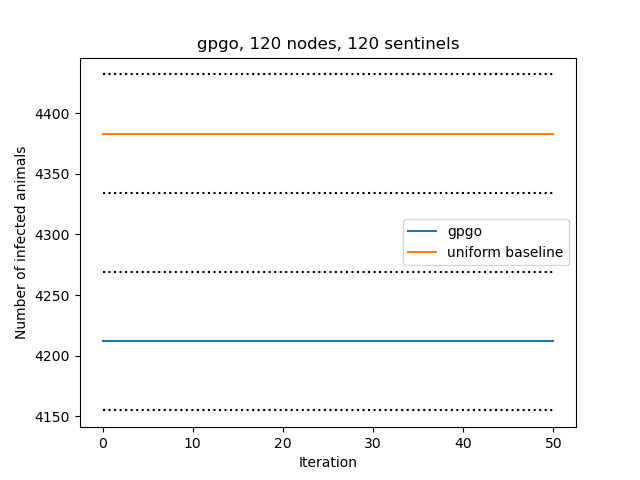 gpgo, 120 nodes, 120 sentinels
Number of infected animals
4400
4350
4300
4250
4200
4150
gpgo
uniform baseline
0 10 20 30 40 50
Iteration